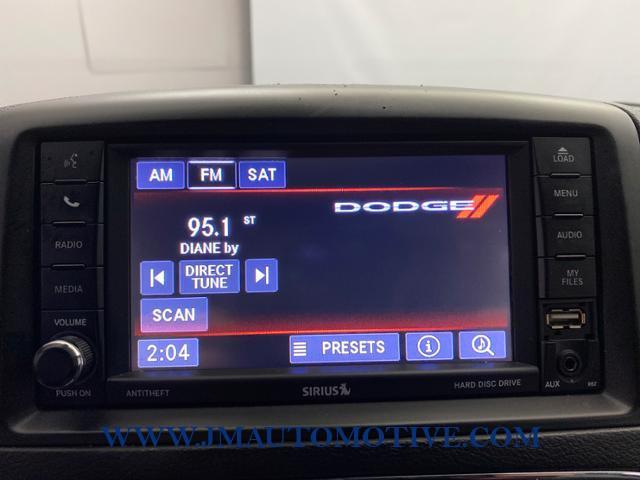 AM FM SAT
DODGE
95.1 ST
DIANE by
DIRECT TUNE
SCAN
2:04
PRESETS
RADIO
MEDIA
VOLUME
PUSH ON
ANTITHEFT
SIRIUS
HARD DISC DRIVE
LOAD
MENU
AUDIO
MY FILES
AUX
WWW.JMAUTOMOTIVE.COM